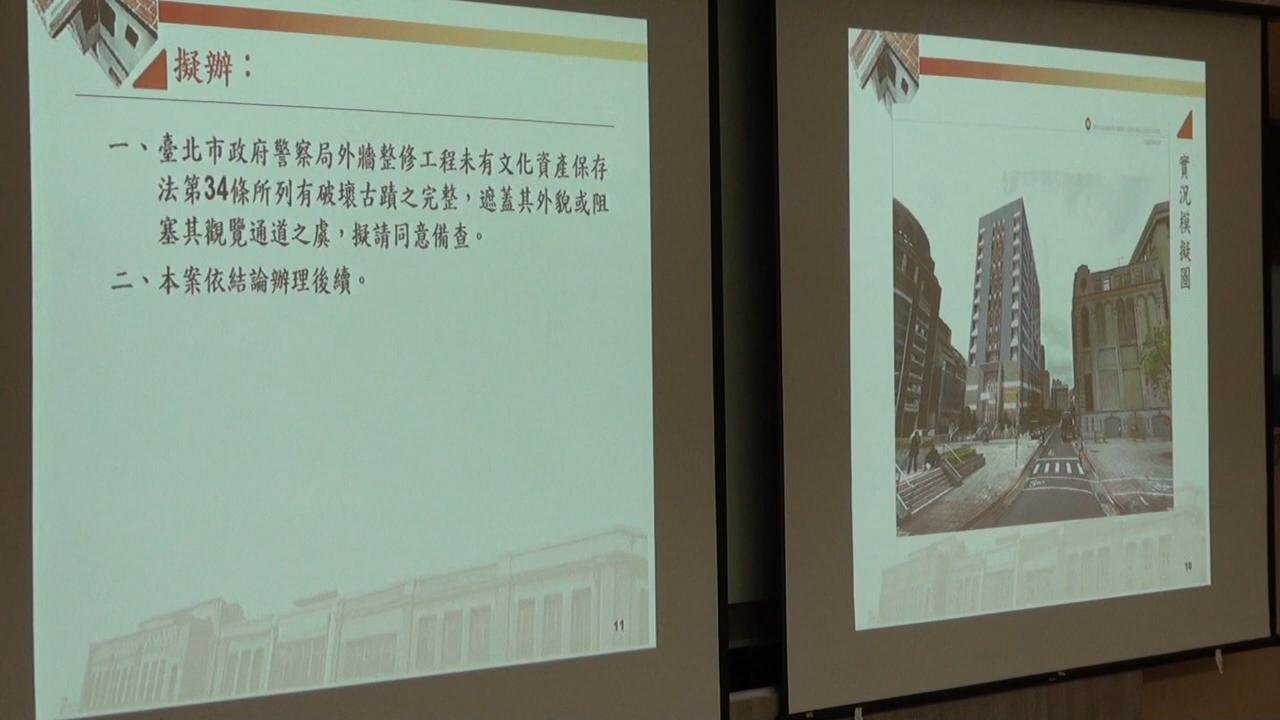 擬辦：
一、臺北市政府警察局外牆整修工程未有文化資產保存
法第34條所列有破壞古蹟之完整，遮蓋其外貌或阻
塞其觀覽通道之虞，擬請同意備查。
二、本案依結論辦理後續。
11
實況模擬圖
10